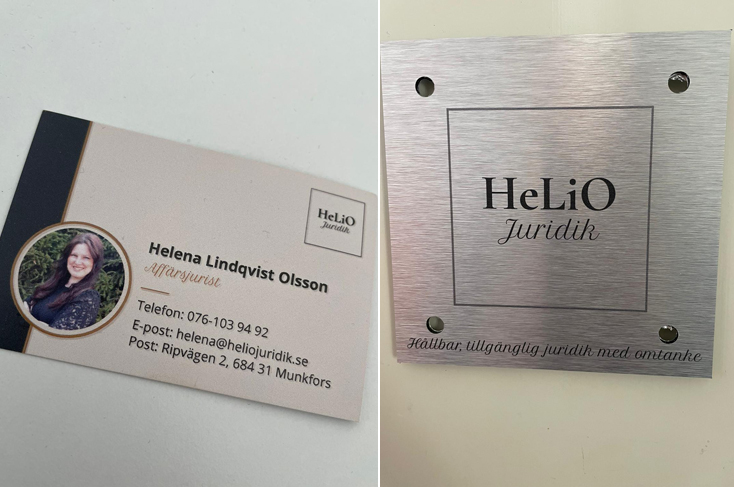 HeLiO
Juridik
Helena Lindqvist Olsson
Affärsjurist
Telefon: 076-103 94 92
E-post: helena@heliojuridik.se
Post: Ripvägen 2, 684 31 Munkfors
HeLiO
Juridik
Hållbar, tillgänglig juridik med omtanke